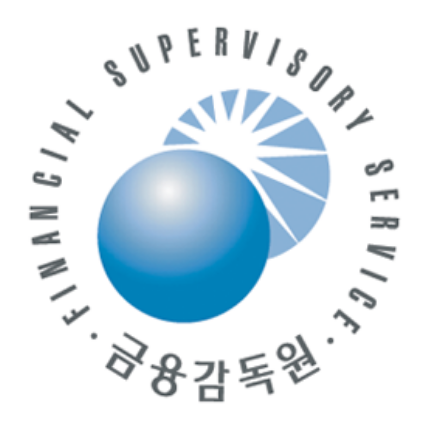 FINANCIAL SUPERVISORY SERVICE
금융감독원